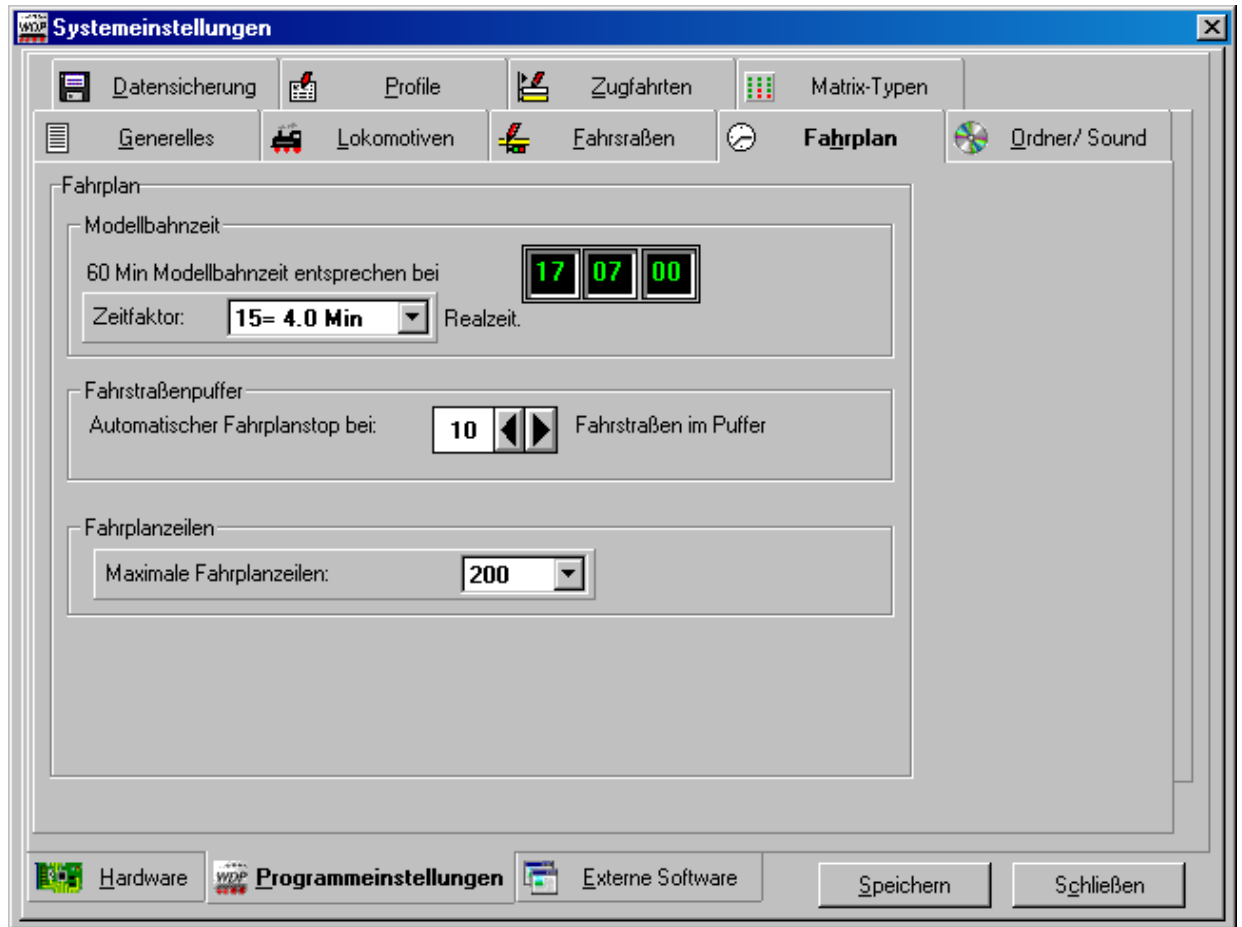 WDP Systemeinstellungen
Datensicherung Profile Zugfahrten Matrix-Typen
Generelles Lokomotiven Fahrsraßen Fahrplan Ordner/ Sound
Fahrplan
Modellbahnzeit
60 Min Modellbahnzeit entsprechen bei 17 07 00
Zeitfaktor: 15= 4.0 Min Realzeit.
Fahrstraßenpuffer
Automatischer Fahrplanstop bei: 10 Fahrstraßen im Puffer
Fahrplanzeilen
Maximale Fahrplanzeilen: 200
Hardware WDP Programmeinstellungen Externe Software Speichern Schließen